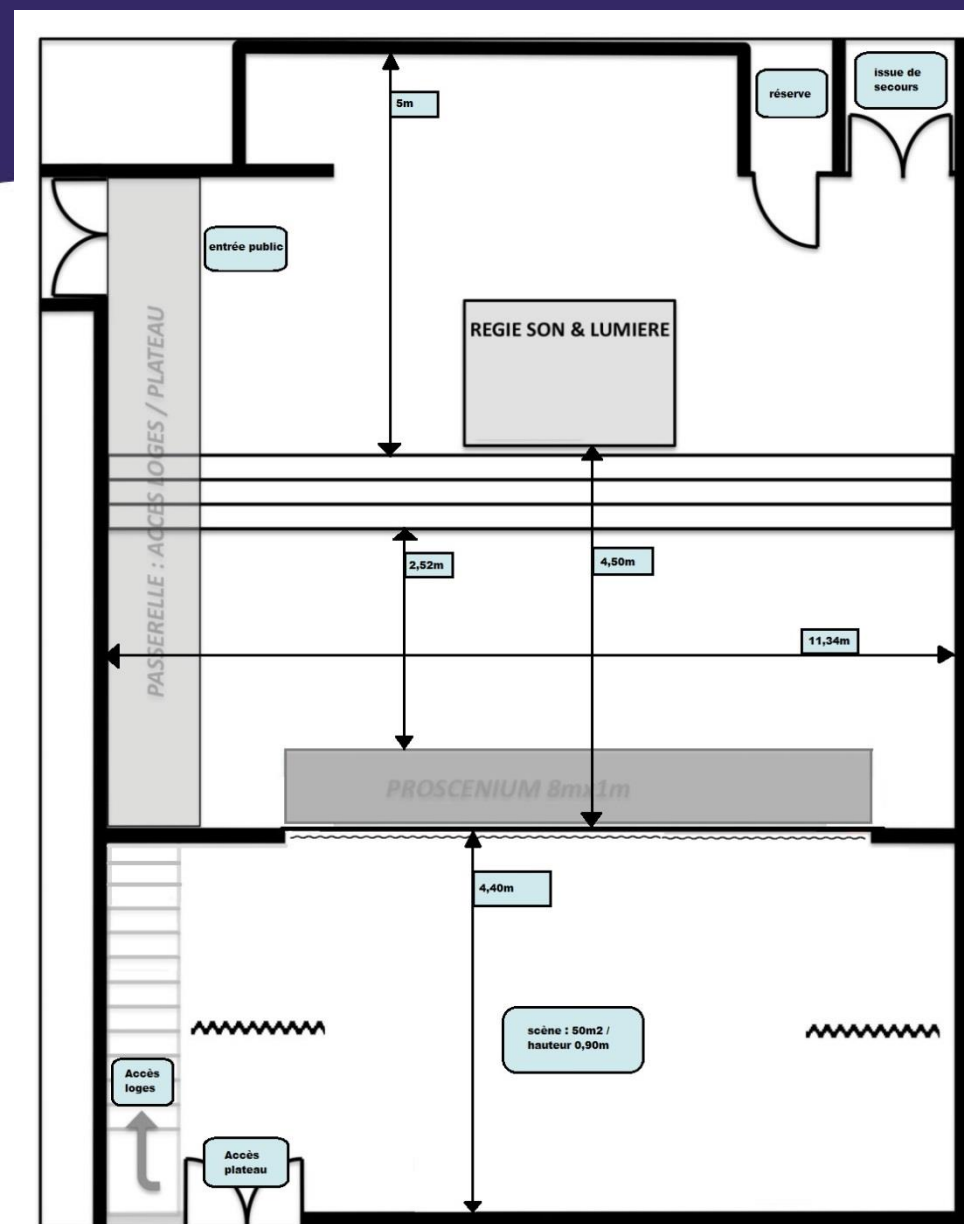 5m
réserve
issue de
secours
entrée public
REGIE SON & LUMIERE
PASSERELLE : ACCES LOGES / PLATEAU
2,52m
4,50m
11,34m
PROSCENIUM 8mx1m
4,40m
scène : 50m2 /
hauteur 0,90m
Accès
loges
Accès
plateau